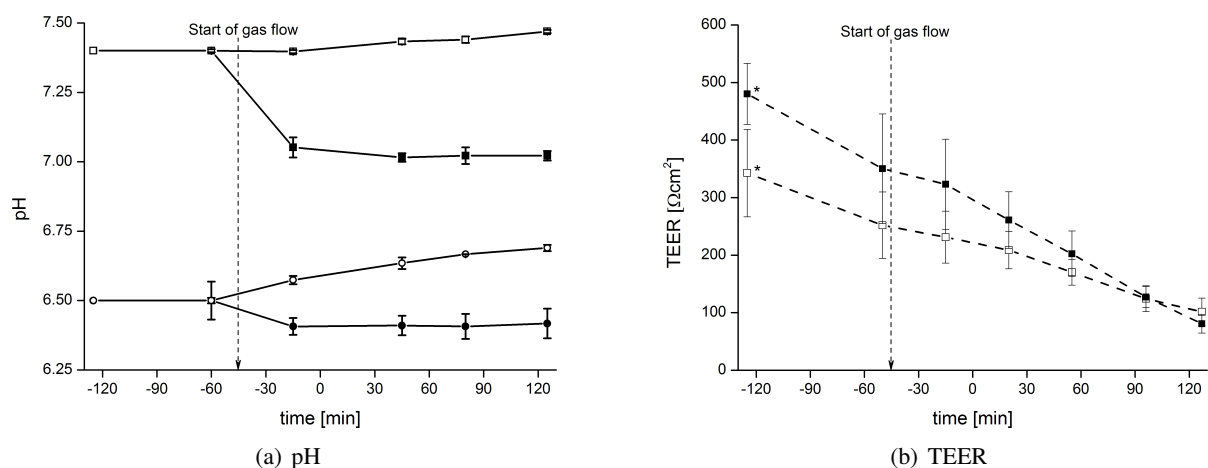 Start of gas flow
7.50
7.25
7.00
6.75
6.50
6.25
pH
-120 -90 -60 -30 0 30 60 90 120
time [min]
(a) pH
Start of gas flow
600
500
400
300
200
100
0
TEER [Ωcm²]
*
*
-120 -90 -60 -30 0 30 60 90 120
time [min]
(b) TEER